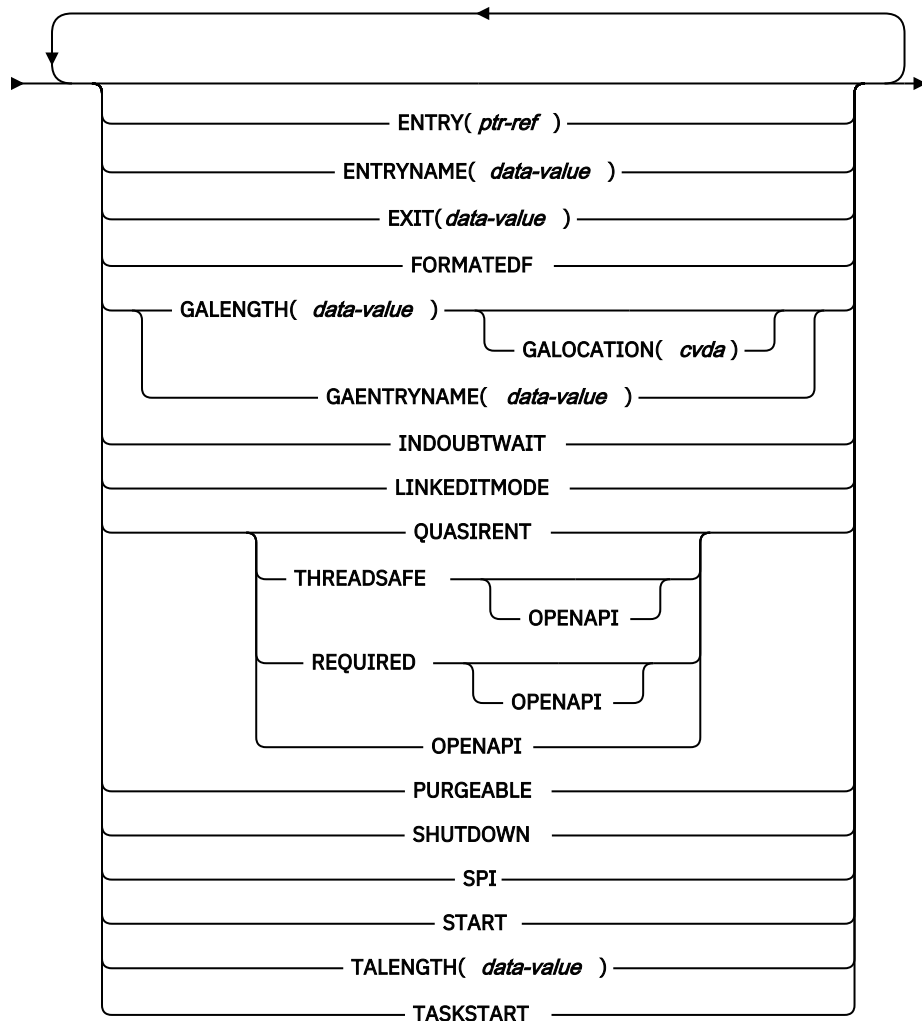 ENTRY( ptr-ref )
ENTRYNAME( data-value )
EXIT( data-value )
FORMATEDF
GALENGTH( data-value )
GALOCATION( cvda )
GAENTRYNAME( data-value )
INDOUBTWAIT
LINKEDITMODE
QUASIRENT
THREADSAFE
OPENAPI
REQUIRED
OPENAPI
OPENAPI
PURGEABLE
SHUTDOWN
SPI
START
TALENGTH( data-value )
TASKSTART